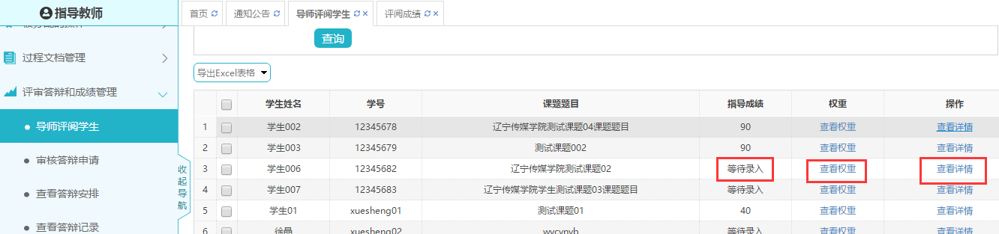 指导教师
首页 通知公告 导师评阅学生 评阅成绩
查询
过程文档管理
导出Excel表格
评审答辩和成绩管理
学生姓名 学号 课题题目 指导成绩 权重 操作
导师评阅学生
1 学生002 12345678 辽宁传媒学院测试课题04课题题目 90 查看权重 查看详情
2 学生003 12345679 测试课题002 90 查看权重 查看详情
审核答辩申请
3 学生006 12345682 辽宁传媒学院测试课题02 等待录入 查看权重 查看详情
收起导航
4 学生007 12345683 辽宁传媒学院学生测试课题03课题题目 等待录入 查看权重 查看详情
查看答辩安排
5 学生01 xuesheng01 测试课题01 40 查看权重 查看详情
查看答辩记录
6 xuesheng02 wycynyb 等待录入 查看权重 查看详情